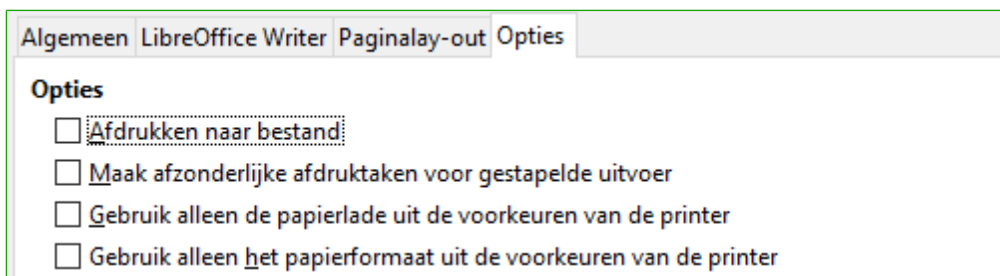 Algemeen LibreOffice Writer Paginalay-out Opties
Opties
Afdrukken naar bestand
Maak afzonderlijke afdruktaken voor gestapelde uitvoer
Gebruik alleen de papierlade uit de voorkeuren van de printer
Gebruik alleen het papierformaat uit de voorkeuren van de printer